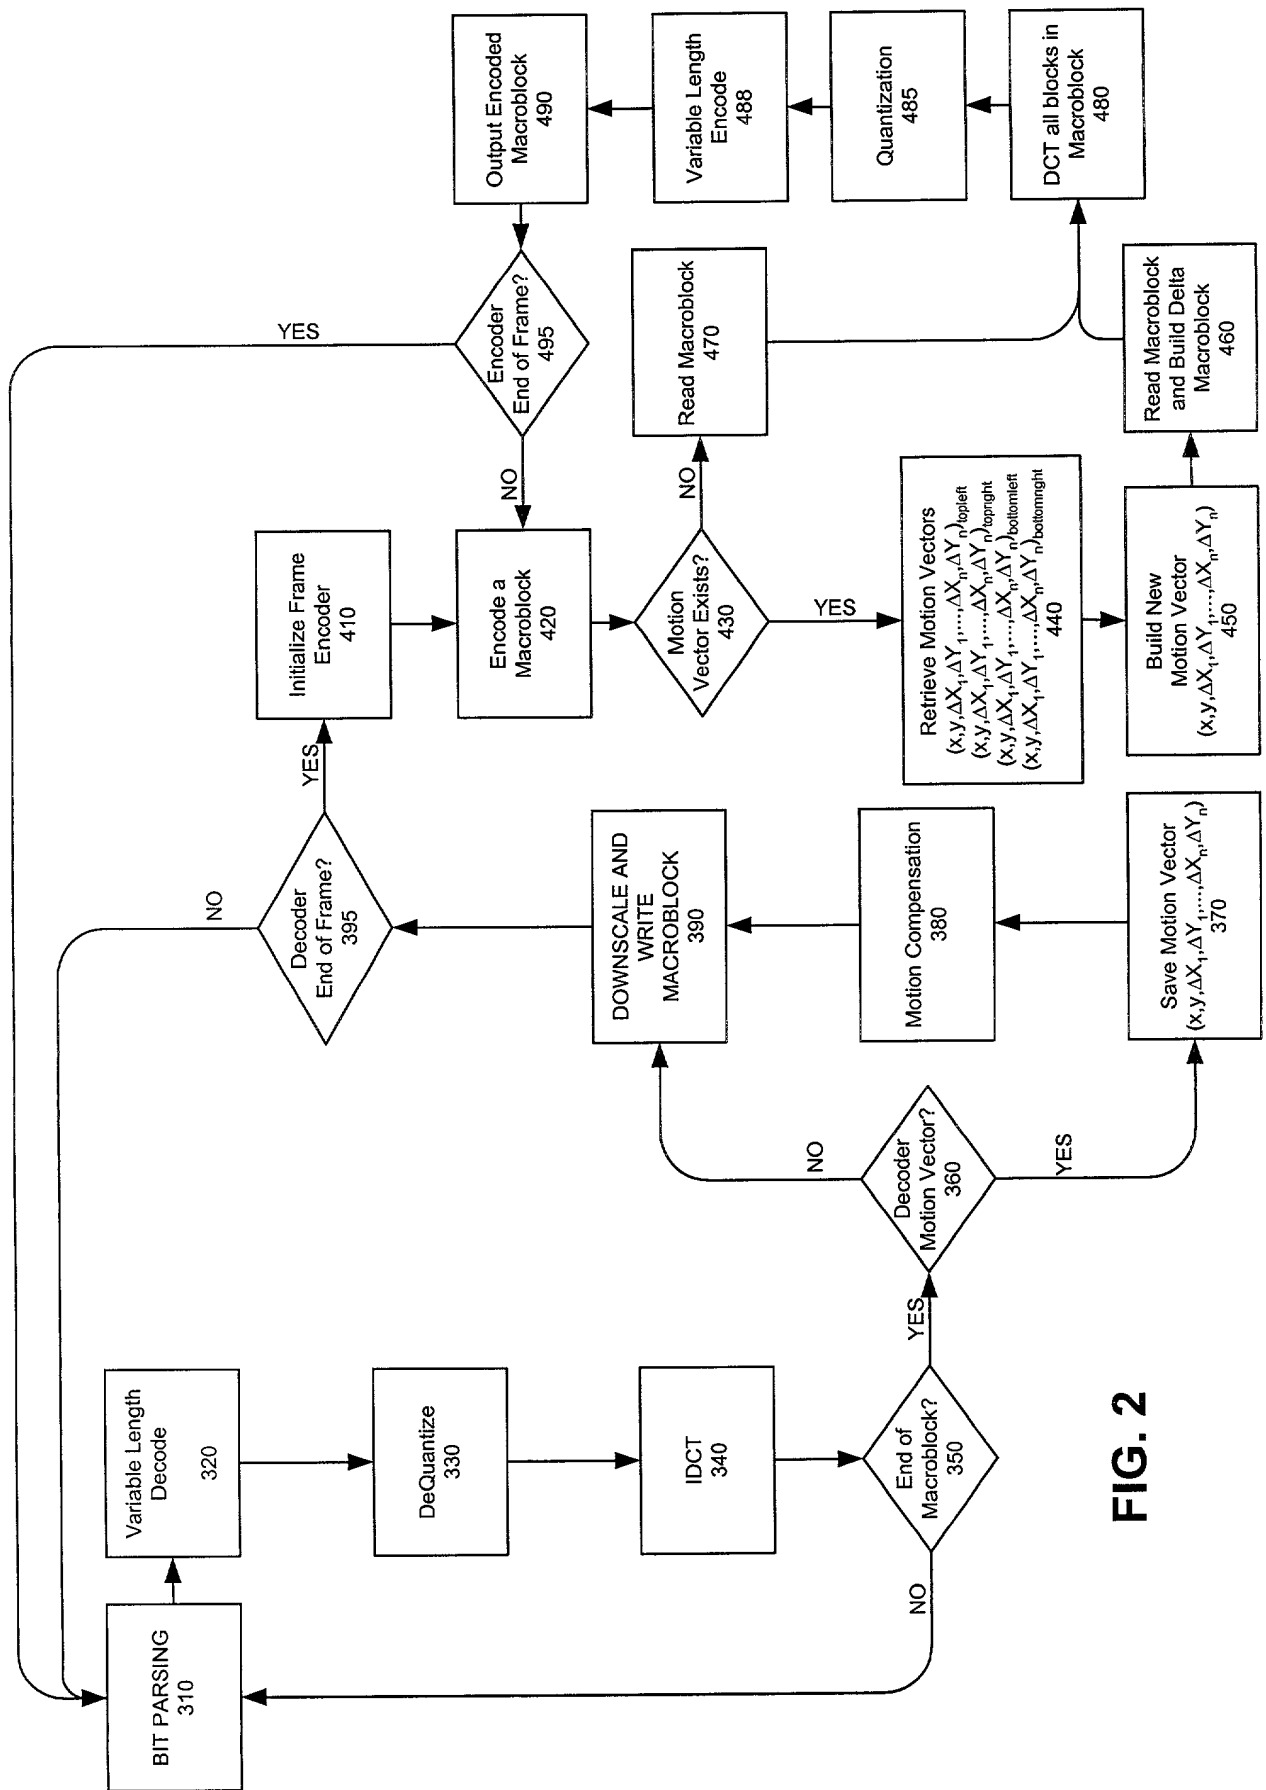 BIT PARSING
310
Variable Length
Decode
320
DeQuantize
330
IDCT
340
End of
Macroblock?
350
NO
YES
Decoder
Motion Vector?
360
NO
YES
Save Motion Vector
(x,y,ΔX₁,ΔY₁,...,ΔXₙ,ΔYₙ)
370
Motion Compensation
380
DOWNSCALE AND
WRITE
MACROBLOCK
390
Decoder
End of Frame?
395
NO
YES
Initialize Frame
Encoder
410
Encode a
Macroblock
420
Motion
Vector Exists?
430
NO
YES
Retrieve Motion Vectors
(x,y,ΔX₁,ΔY₁,...,ΔXₙ,ΔYₙ)topleft
(x,y,ΔX₁,ΔY₁,...,ΔXₙ,ΔYₙ)topright
(x,y,ΔX₁,ΔY₁,...,ΔXₙ,ΔYₙ)bottomleft
(x,y,ΔX₁,ΔY₁,...,ΔXₙ,ΔYₙ)bottomright
440
Build New
Motion Vector
(x,y,ΔX₁,ΔY₁,...,ΔXₙ,ΔYₙ)
450
Read Macroblock
and Build Delta
Macroblock
460
Read Macroblock
470
DCT all blocks in
Macroblock
480
Quantization
485
Variable Length
Encode
488
Output Encoded
Macroblock
490
Encoder
End of Frame?
495
NO
YES
FIG. 2